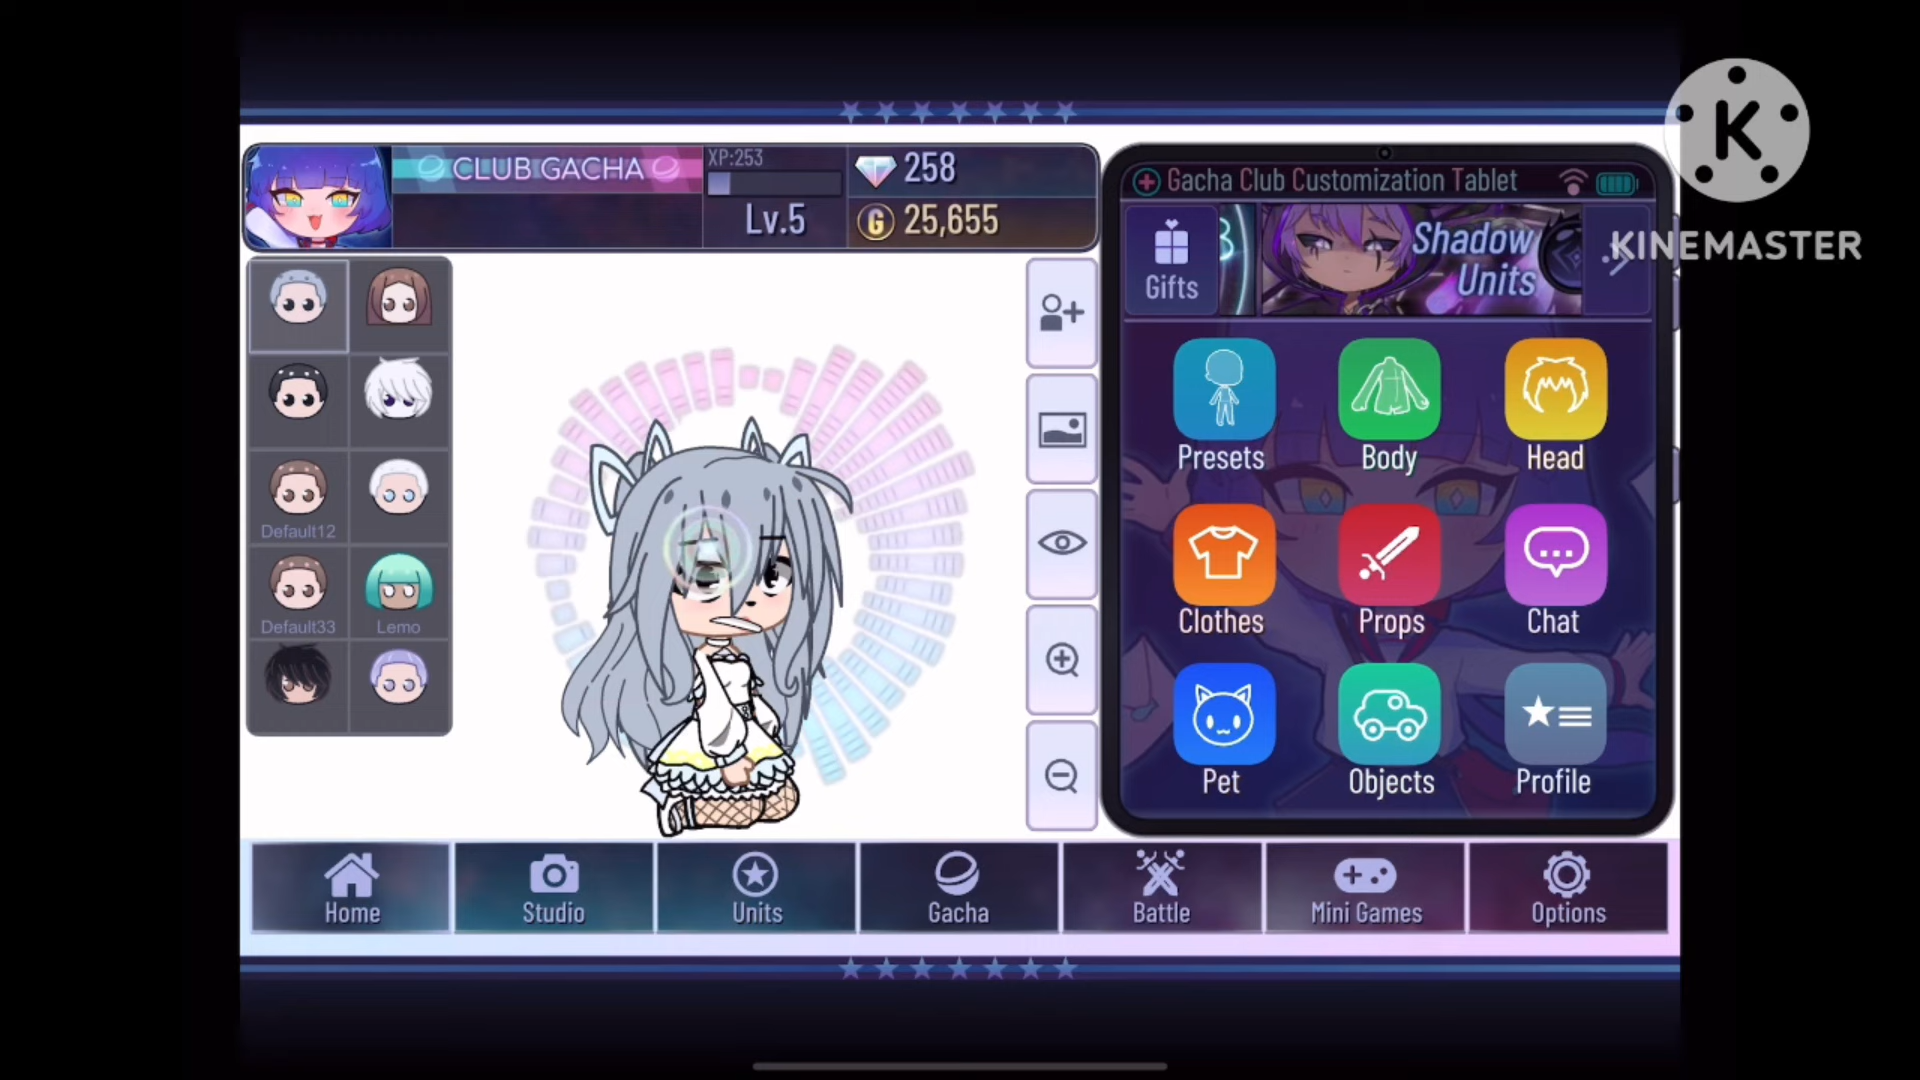 CLUB GACHA
XP:253
Lv.5
258
G 25,655
Gacha Club Customization Tablet
Gifts
Shadow
Units
K
KINEMASTER
Presets
Body
Head
Clothes
Props
Chat
Pet
Objects
Profile
Default12
Default33
Lemo
Home
Studio
Units
Gacha
Battle
Mini Games
Options